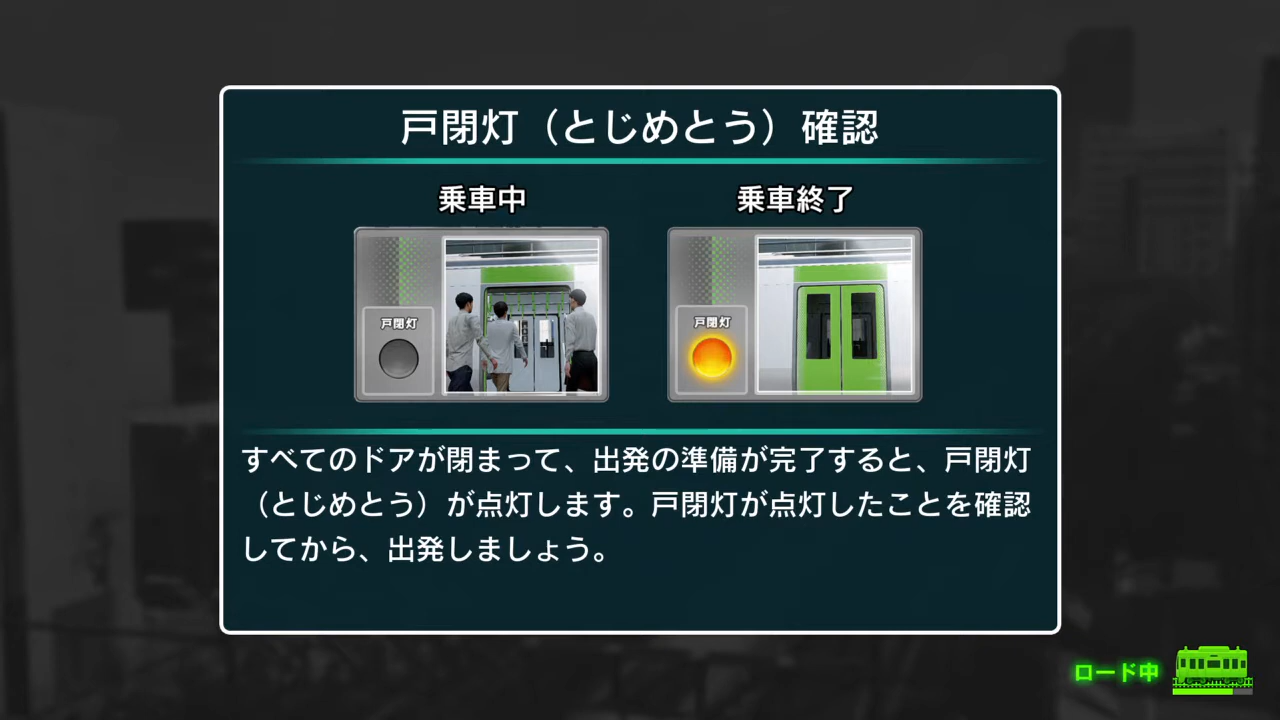 戸閉灯（とじめとう）確認
乗車中
乗車終了
戸閉灯
戸閉灯
すべてのドアが閉まって、出発の準備が完了すると、戸閉灯
（とじめとう）が点灯します。戸閉灯が点灯したことを確認
してから、出発しましょう。
ロード中